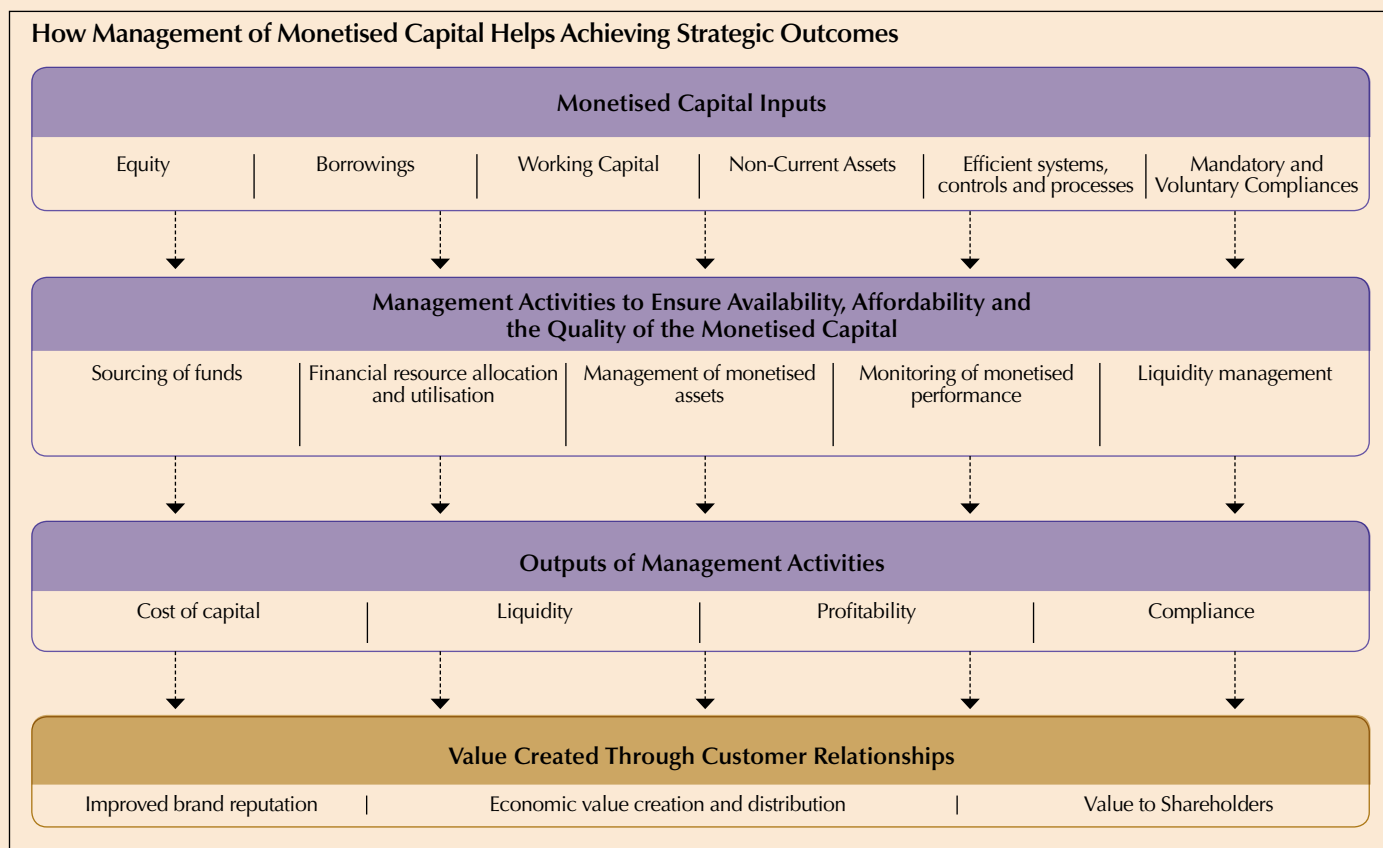 How Management of Monetised Capital Helps Achieving Strategic Outcomes
Monetised Capital Inputs
Equity
Borrowings
Working Capital
Non-Current Assets
Efficient systems,
controls and processes
Mandatory and
Voluntary Compliances
Management Activities to Ensure Availability, Affordability and
the Quality of the Monetised Capital
Sourcing of funds
Financial resource allocation
and utilisation
Management of monetised
assets
Monitoring of monetised
performance
Liquidity management
Outputs of Management Activities
Cost of capital
Liquidity
Profitability
Compliance
Value Created Through Customer Relationships
Improved brand reputation
Economic value creation and distribution
Value to Shareholders